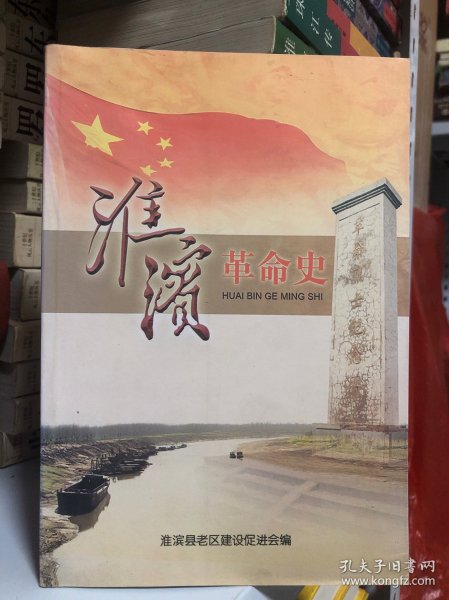 淮濱
革命史
HUAI BIN GE MING SHI
革命烈士纪念碑
淮滨县老区建设促进会编
孔夫子旧书网
www.kongfz.com